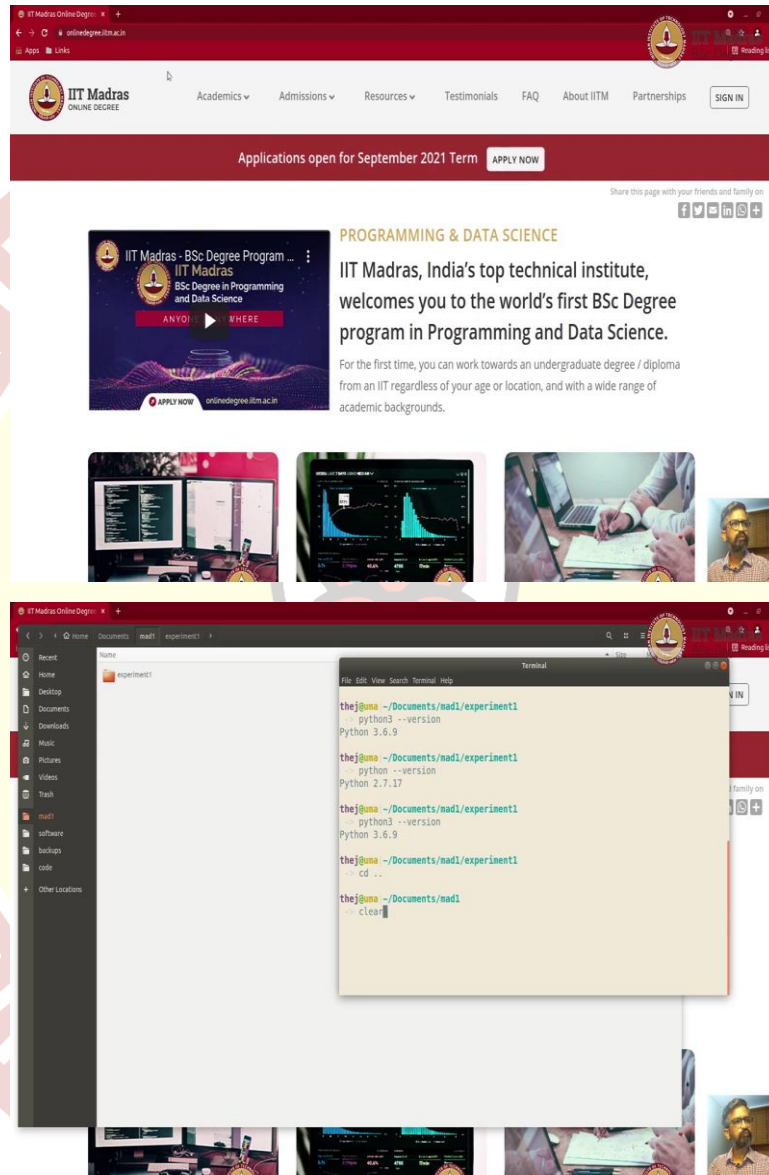 IIT Madras Online Degre × +
onlinedegree.iitm.ac.in
Apps Links
Reading li
IIT Madras
ONLINE DEGREE
Academics Admissions Resources Testimonials FAQ About IITM Partnerships SIGN IN
Applications open for September 2021 Term APPLY NOW
Share this page with your friends and family on
IIT Madras - BSc Degree Program ...
IIT Madras
BSc Degree in Programming
and Data Science
APPLY NOW onlinedegree.iitm.ac.in
PROGRAMMING & DATA SCIENCE
IIT Madras, India's top technical institute,
welcomes you to the world's first BSc Degree
program in Programming and Data Science.
For the first time, you can work towards an undergraduate degree / diploma
from an IIT regardless of your age or location, and with a wide range of
academic backgrounds.
IIT Madras Online Degre × +
Home Documents mad1 experiment1
Reading li
Recent
Home
Desktop
Documents
Downloads
Music
Pictures
Videos
Trash
mad1
software
backups
code
+ Other Locations
Name Size
experiment1
Terminal
File Edit View Search Terminal Help
thej@uma ~/Documents/mad1/experiment1
-> python3 --version
Python 3.6.9
thej@uma ~/Documents/mad1/experiment1
-> python --version
Python 2.7.17
thej@uma ~/Documents/mad1/experiment1
-> python3 --version
Python 3.6.9
thej@uma ~/Documents/mad1/experiment1
-> cd ..
thej@uma ~/Documents/mad1
-> clear
N IN
family on